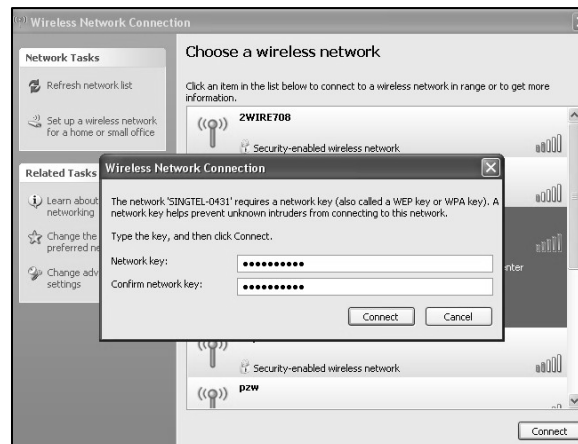 Wireless Network Connection
Network Tasks
Refresh network list
Set up a wireless network
for a home or small office
Related Tasks
Learn about
networking
Change the
preferred ne
Change adv
settings
Choose a wireless network
Click an item in the list below to connect to a wireless network in range or to get more
information.
2WIRE708
Security-enabled wireless network
enter
Wireless Network Connection
The network 'SINGTEL-0431' requires a network key (also called a WEP key or WPA key). A
network key helps prevent unknown intruders from connecting to this network.
Type the key, and then click Connect.
Network key: ••••••••••
Confirm network key: ••••••••••
Connect Cancel
Security-enabled wireless network
pzw
Connect